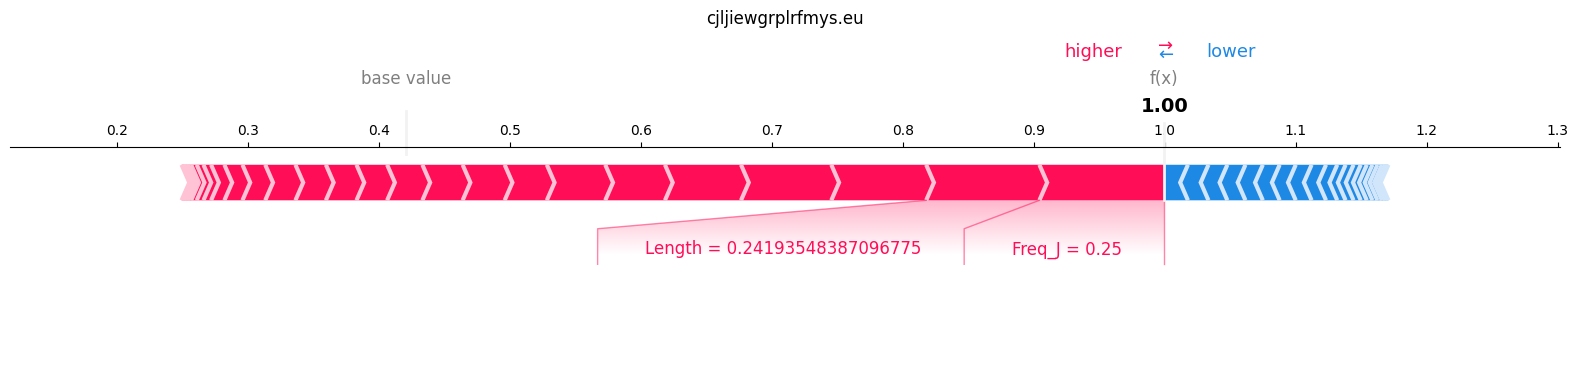 cjljiewgrplrfmys.eu
higher → ← lower
base value f(x)
1.00
0.2 0.3 0.4 0.5 0.6 0.7 0.8 0.9 1.0 1.1 1.2 1.3
Length = 0.24193548387096775 Freq_J = 0.25